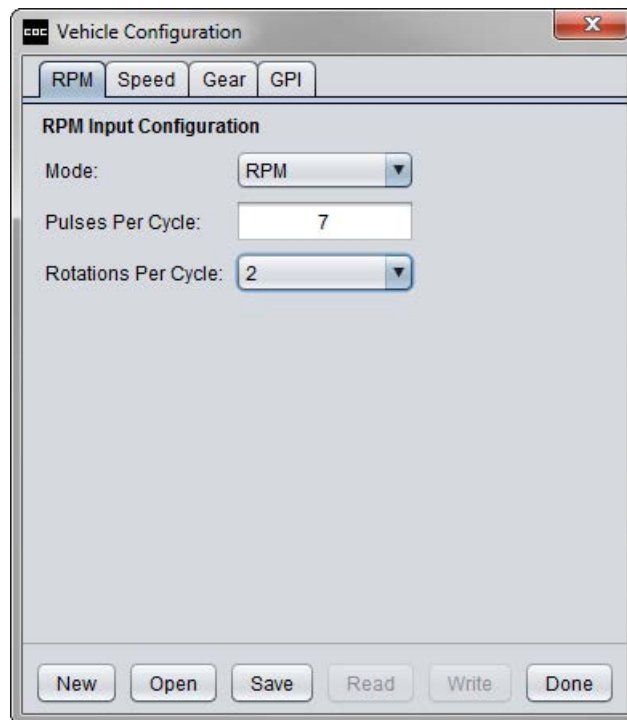 COC Vehicle Configuration
RPM Speed Gear GPI
RPM Input Configuration
Mode: RPM
Pulses Per Cycle: 7
Rotations Per Cycle: 2
New Open Save Read Write Done